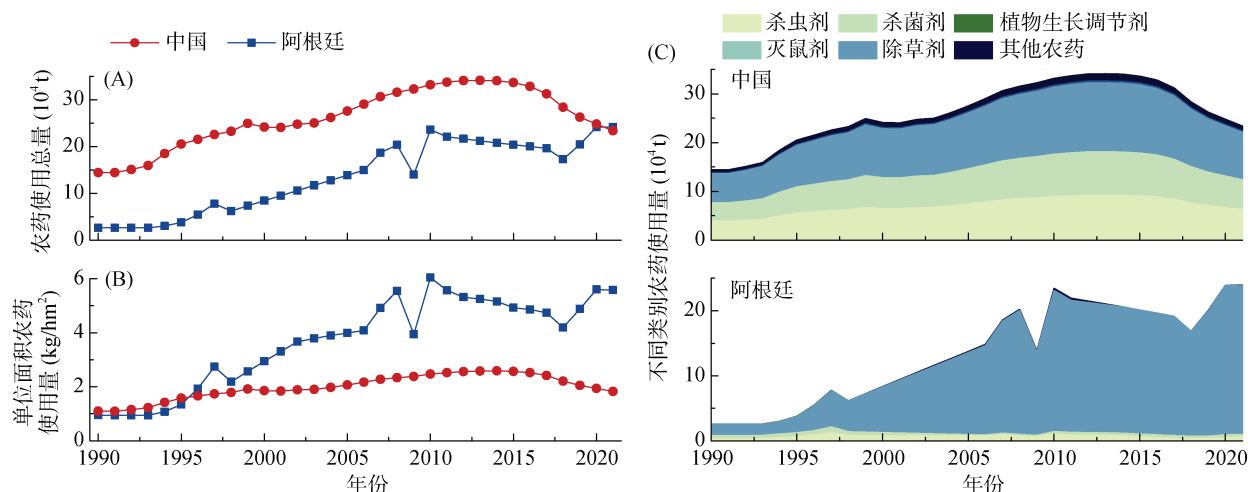 中国 阿根廷
(A)
农药使用总量 (10⁴ t)
30
20
10
0
(B)
单位面积农药
使用量 (kg/hm²)
6
4
2
0
1990 1995 2000 2005 2010 2015 2020
年份
杀虫剂 杀菌剂 植物生长调节剂
灭鼠剂 除草剂 其他农药
(C)
中国
不同类别农药使用量 (10⁴ t)
30
20
10
0
阿根廷
20
10
0
1990 1995 2000 2005 2010 2015 2020
年份